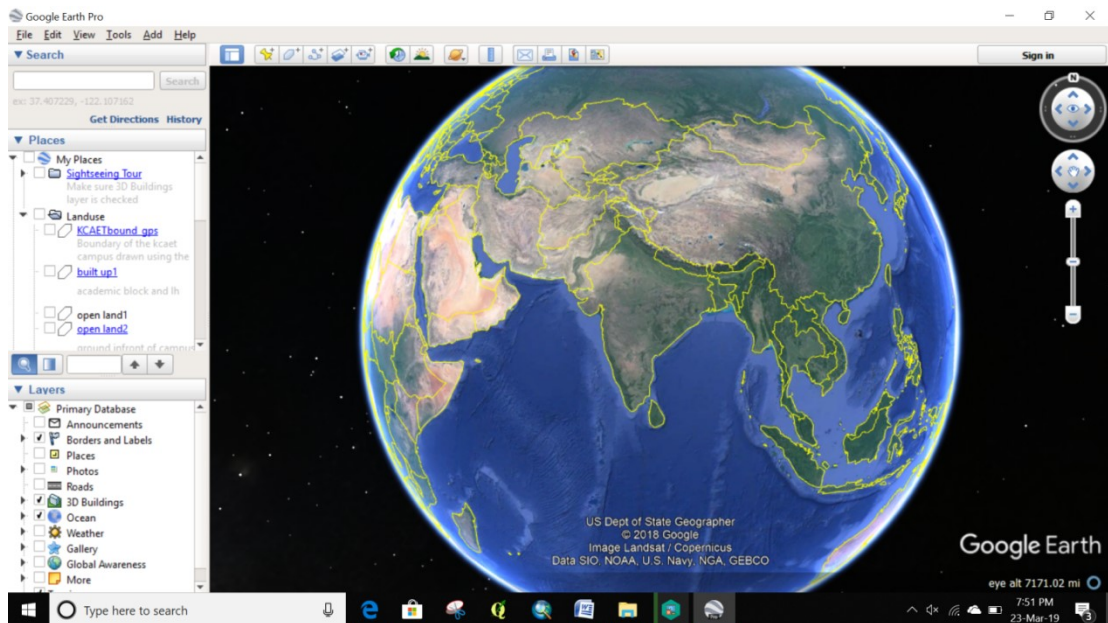 Google Earth Pro
File Edit View Tools Add Help
Search
Sign in
N
Search
ex: 37.407229, -122.107162
Get Directions History
Places
My Places
Sightseeing Tour
Make sure 3D Buildings
layer is checked
Landuse
KCAETbound_gps
Boundary of the kcaet
campus drawn using the
built up1
academic block and lh
open land1
open land2
ground infront of campus
Layers
Primary Database
Announcements
Borders and Labels
Places
Photos
Roads
3D Buildings
Ocean
Weather
Gallery
Global Awareness
More
US Dept of State Geographer
© 2018 Google
Image Landsat / Copernicus
Data SIO, NOAA, U.S. Navy, NGA, GEBCO
Google Earth
eye alt 7171.02 mi
Type here to search
7:51 PM
23-Mar-19
3